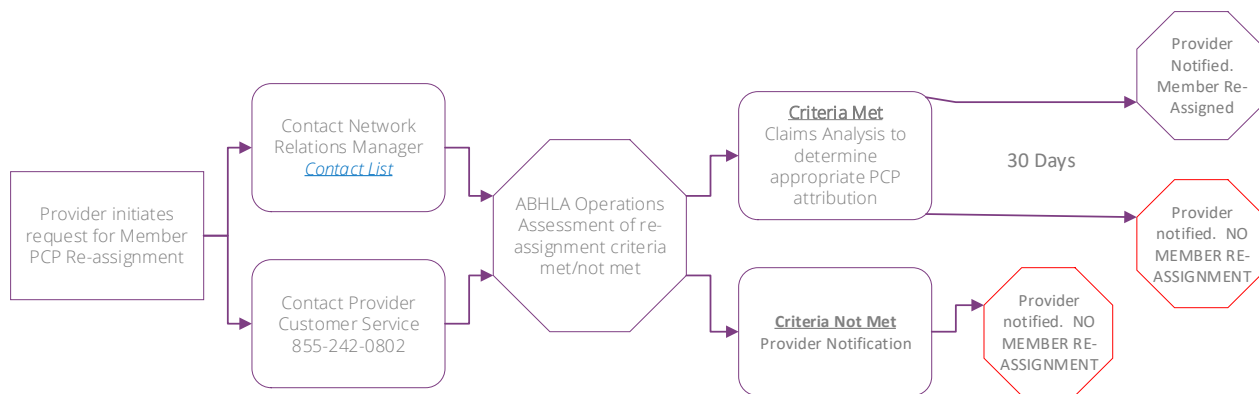 Provider initiates
request for Member
PCP Re-assignment
Contact Network
Relations Manager
Contact List
Contact Provider
Customer Service
855-242-0802
ABHLA Operations
Assessment of re-
assignment criteria
met/not met
Criteria Met
Claims Analysis to
determine
appropriate PCP
attribution
Criteria Not Met
Provider Notification
30 Days
Provider
Notified.
Member Re-
Assigned
Provider
notified. NO
MEMBER RE-
ASSIGNMENT
Provider
notified. NO
MEMBER RE-
ASSIGNMENT